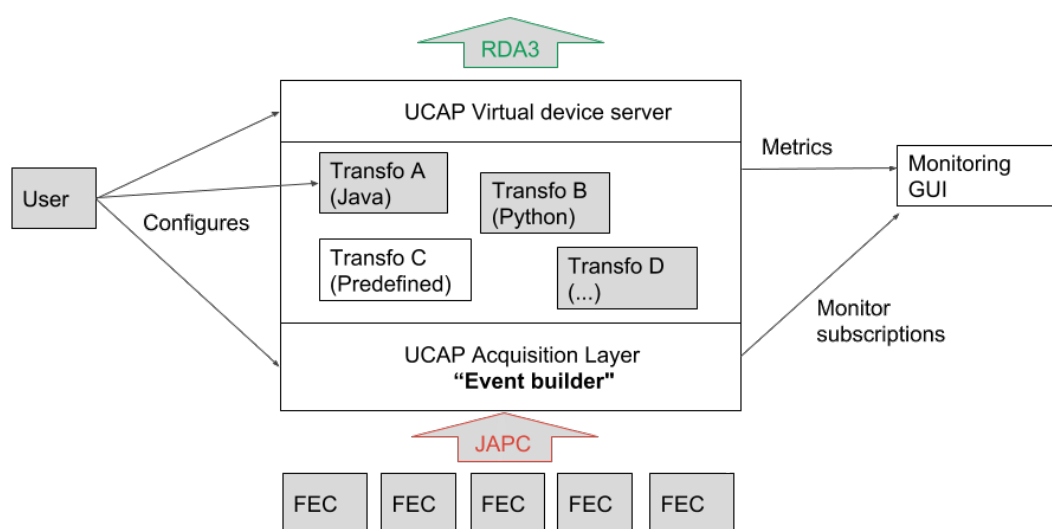 RDA3
UCAP Virtual device server
Transfo A
(Java)
Transfo B
(Python)
Metrics
Monitoring
GUI
User
Configures
Transfo C
(Predefined)
Transfo D
(...)
Monitor
subscriptions
UCAP Acquisition Layer
“Event builder"
JAPC
FEC
FEC
FEC
FEC
FEC